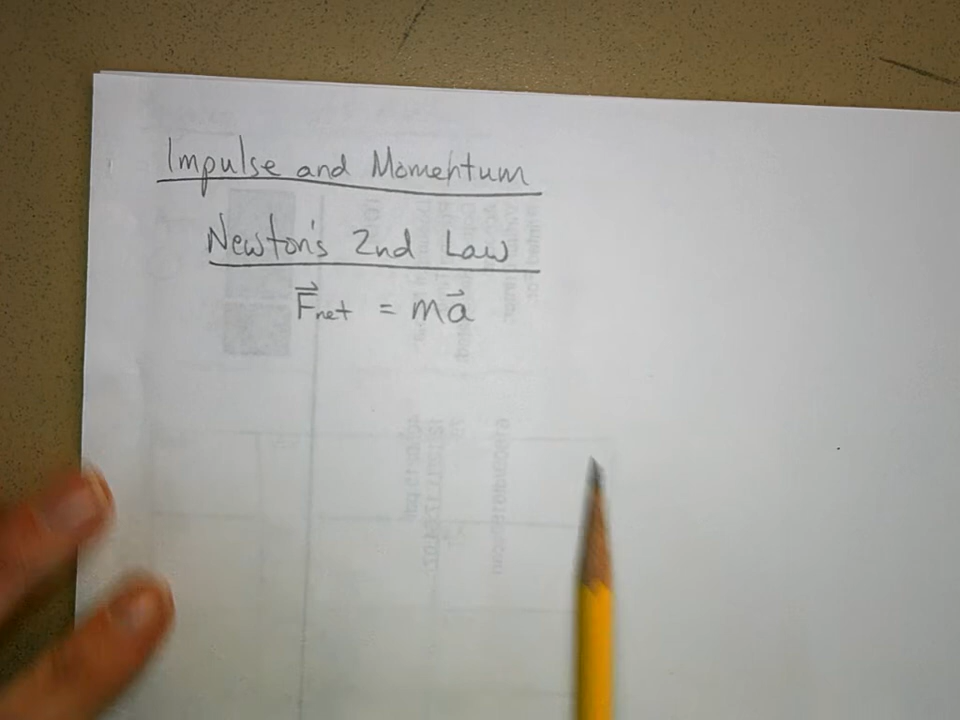 Impulse and Momentum
Newton's 2nd Law
F⃗net = ma⃗